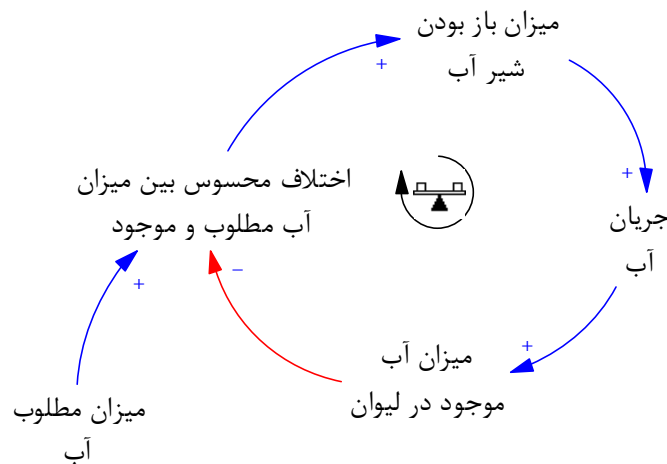 میزان باز بودن
شیر آب
+
+
اختلاف محسوس بین میزان
آب مطلوب و موجود
جریان
آب
+
−
+
میزان آب
موجود در لیوان
میزان مطلوب
آب